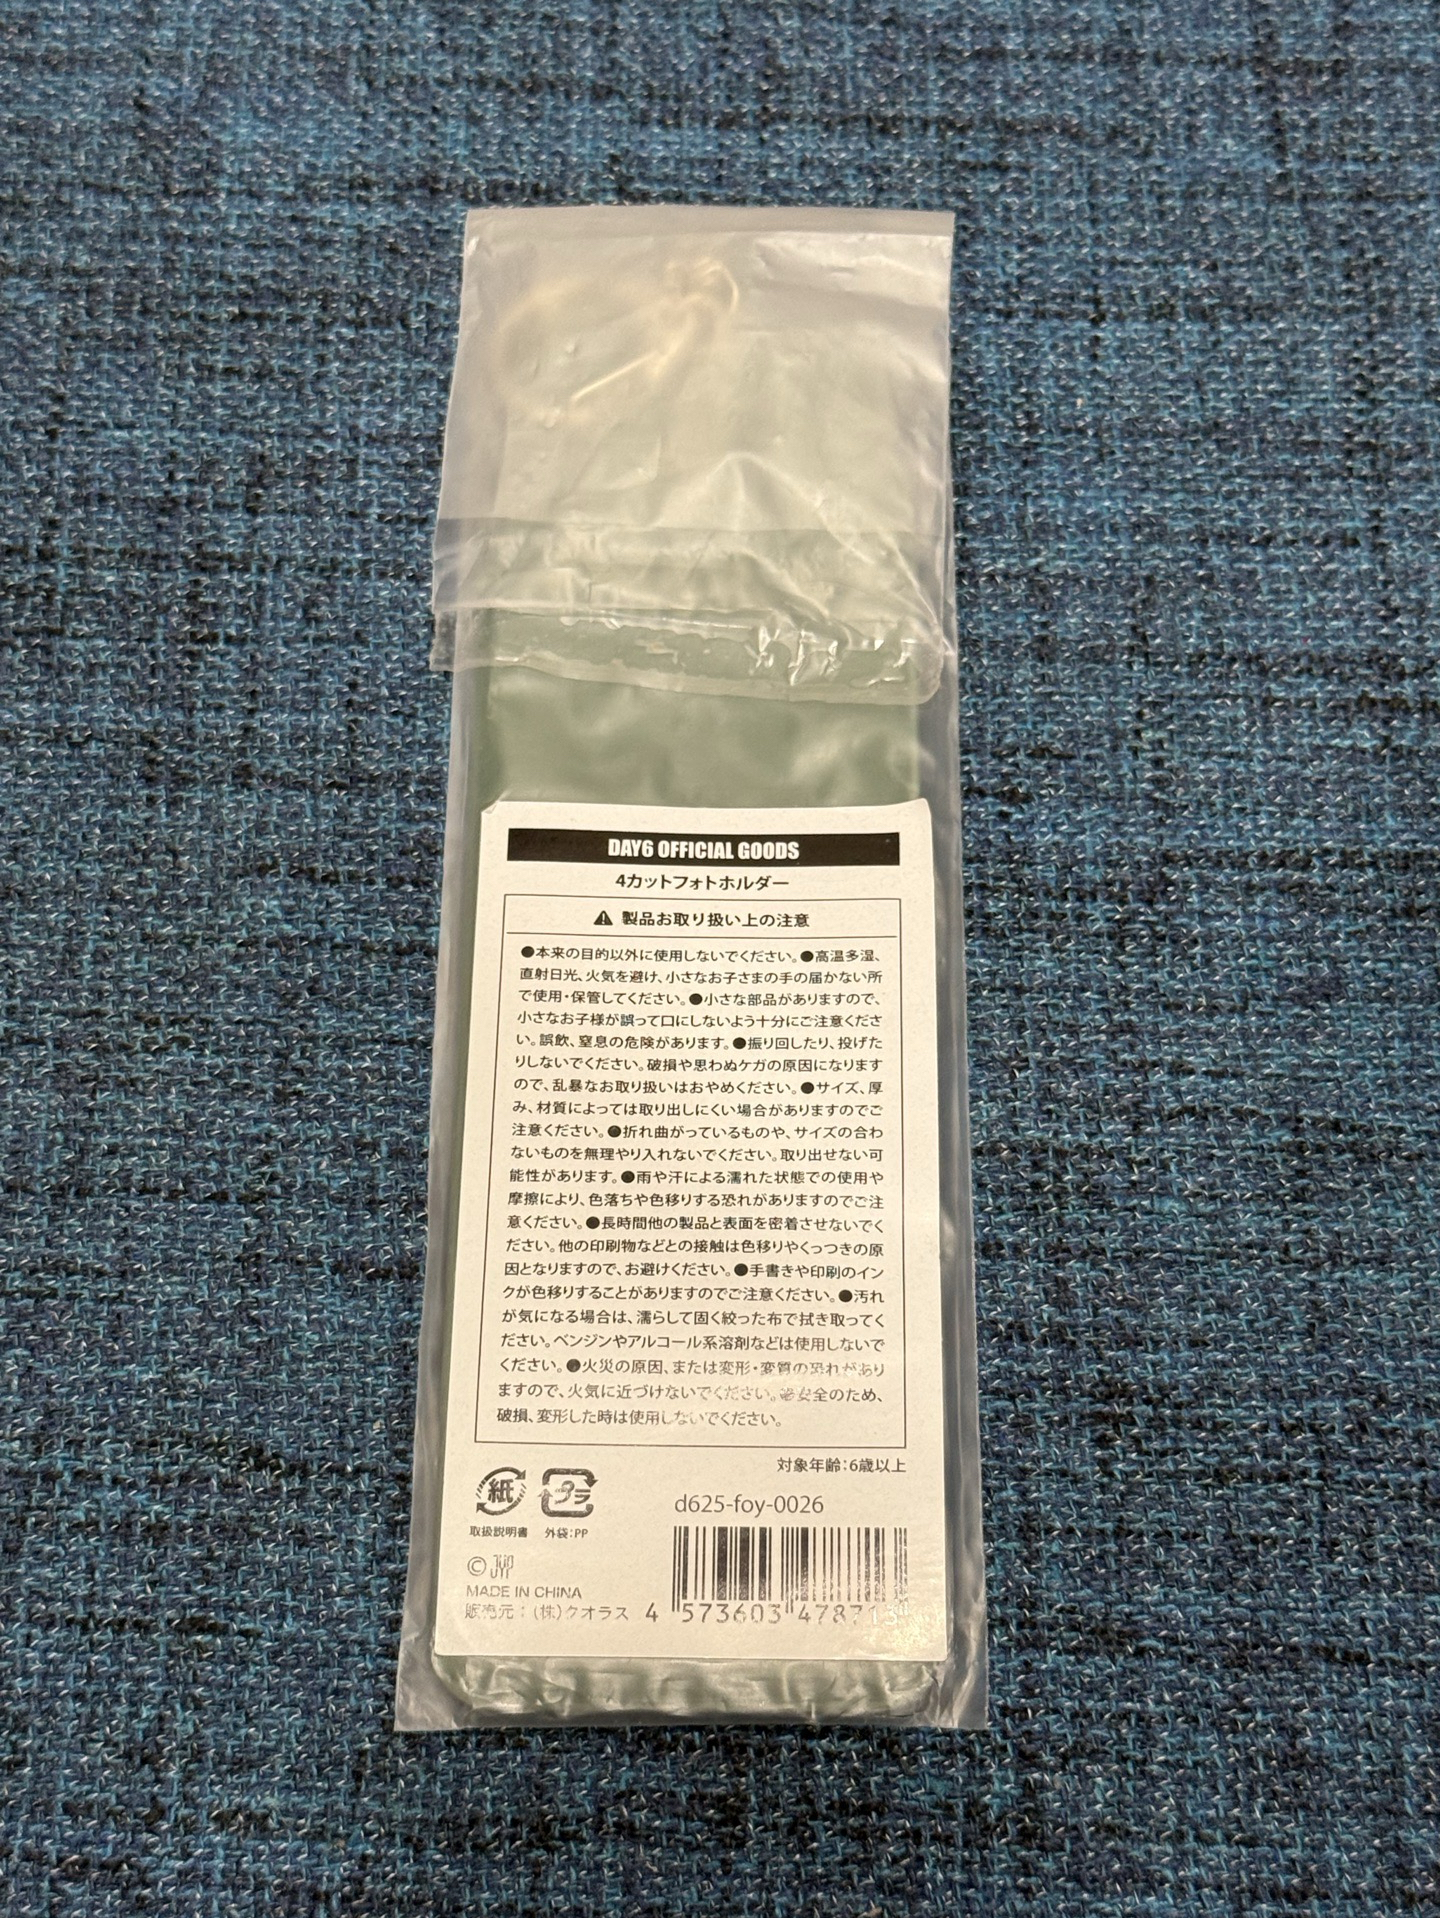 DAY6 OFFICIAL GOODS
4カットフォトホルダー
製品お取り扱い上の注意
●本来の目的以外に使用しないでください。●高温多湿、
直射日光、火気を避け、小さなお子さまの手の届かない所
で使用・保管してください。●小さな部品がありますので、
小さなお子様が誤って口にしないよう十分にご注意くださ
い。誤飲、窒息の危険があります。●振り回したり、投げた
りしないでください。破損や思わぬケガの原因になります
ので、乱暴なお取り扱いはおやめください。●サイズ、厚
み、材質によっては取り出しにくい場合がありますのでご
注意ください。●折れ曲がっているものや、サイズの合わ
ないものを無理やり入れないでください。取り出せない可
能性があります。●雨や汗による濡れた状態での使用や
摩擦により、色落ちや色移りする恐れがありますのでご注
意ください。●長時間他の製品と表面を密着させないでく
ださい。他の印刷物などとの接触は色移りやくっつきの原
因となりますので、お避けください。●手書きや印刷のイン
クが色移りすることがありますのでご注意ください。●汚れ
が気になる場合は、濡らして固く絞った布で拭き取ってく
ださい。ベンジンやアルコール系溶剤などは使用しないで
ください。●火災の原因、または変形・変質の恐れがあり
ますので、火気に近づけないでください。●安全のため、
破損、変形した時は使用しないでください。
対象年齢:6歳以上
紙
プラ
取扱説明書 外袋:PP
d625-foy-0026
©
MADE IN CHINA
販売元:(株)クオラス
4 573603